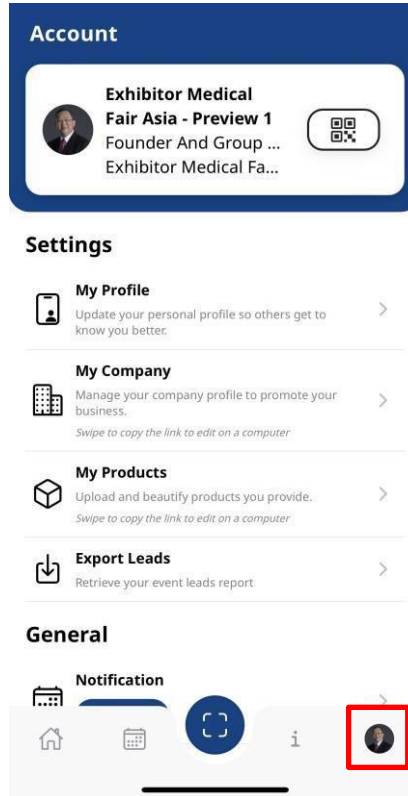 Account
Exhibitor Medical
Fair Asia - Preview 1
Founder And Group ...
Exhibitor Medical Fa...
Settings
My Profile
Update your personal profile so others get to
know you better.
My Company
Manage your company profile to promote your
business.
Swipe to copy the link to edit on a computer
My Products
Upload and beautify products you provide.
Swipe to copy the link to edit on a computer
Export Leads
Retrieve your event leads report
General
Notification